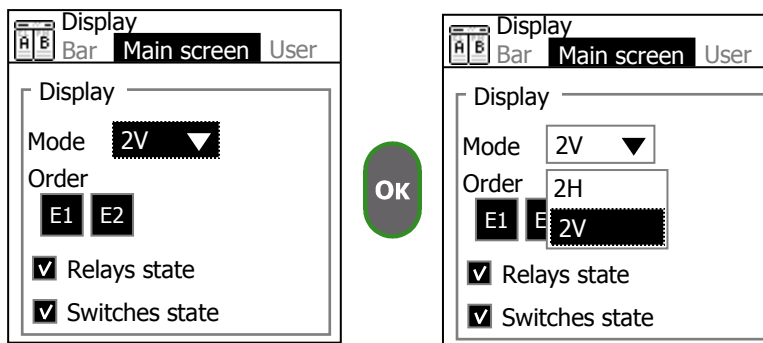 Display
A B Bar Main screen User
Display
Mode 2V
Order
E1 E2
Relays state
Switches state
OK
Display
A B Bar Main screen User
Display
Mode 2V
Order 2H
E1 E 2V
Relays state
Switches state